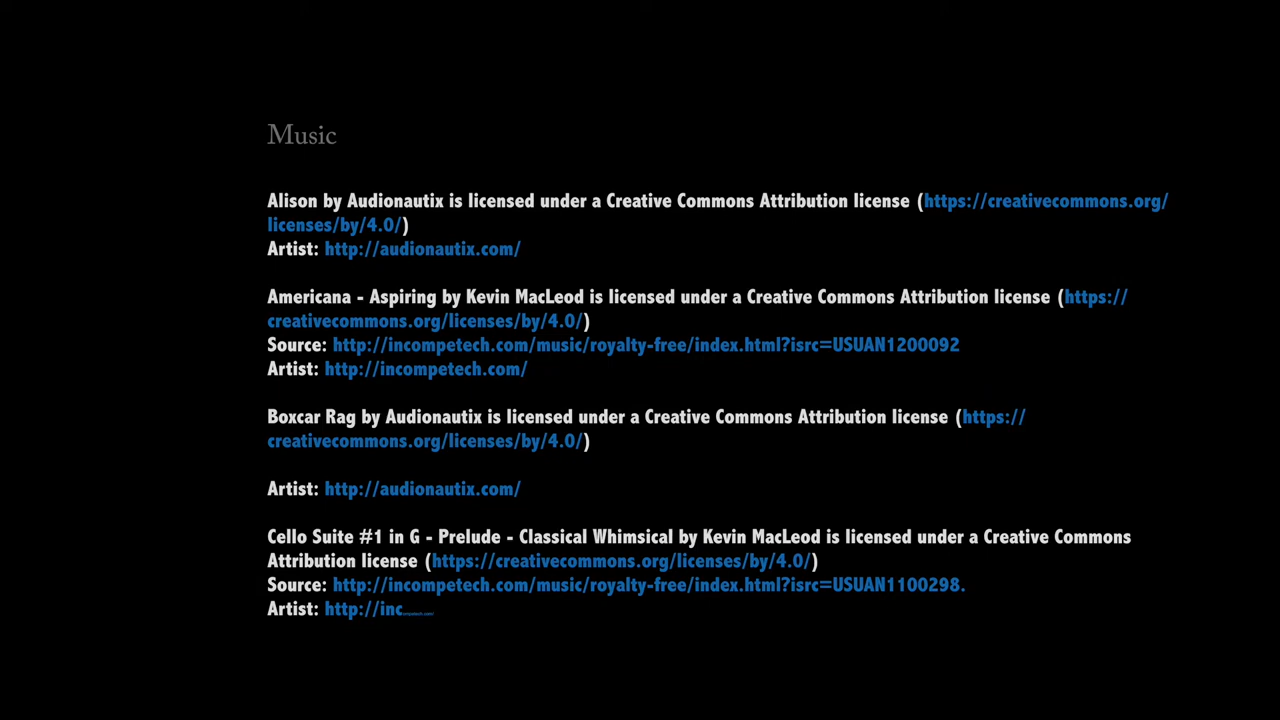 Music
Alison by Audionautix is licensed under a Creative Commons Attribution license (https://creativecommons.org/
licenses/by/4.0/)
Artist: http://audionautix.com/
Americana - Aspiring by Kevin MacLeod is licensed under a Creative Commons Attribution license (https://
creativecommons.org/licenses/by/4.0/)
Source: http://incompetech.com/music/royalty-free/index.html?isrc=USUAN1200092
Artist: http://incompetech.com/
Boxcar Rag by Audionautix is licensed under a Creative Commons Attribution license (https://
creativecommons.org/licenses/by/4.0/)
Artist: http://audionautix.com/
Cello Suite #1 in G - Prelude - Classical Whimsical by Kevin MacLeod is licensed under a Creative Commons
Attribution license (https://creativecommons.org/licenses/by/4.0/)
Source: http://incompetech.com/music/royalty-free/index.html?isrc=USUAN1100298.
Artist: http://incompetech.com/